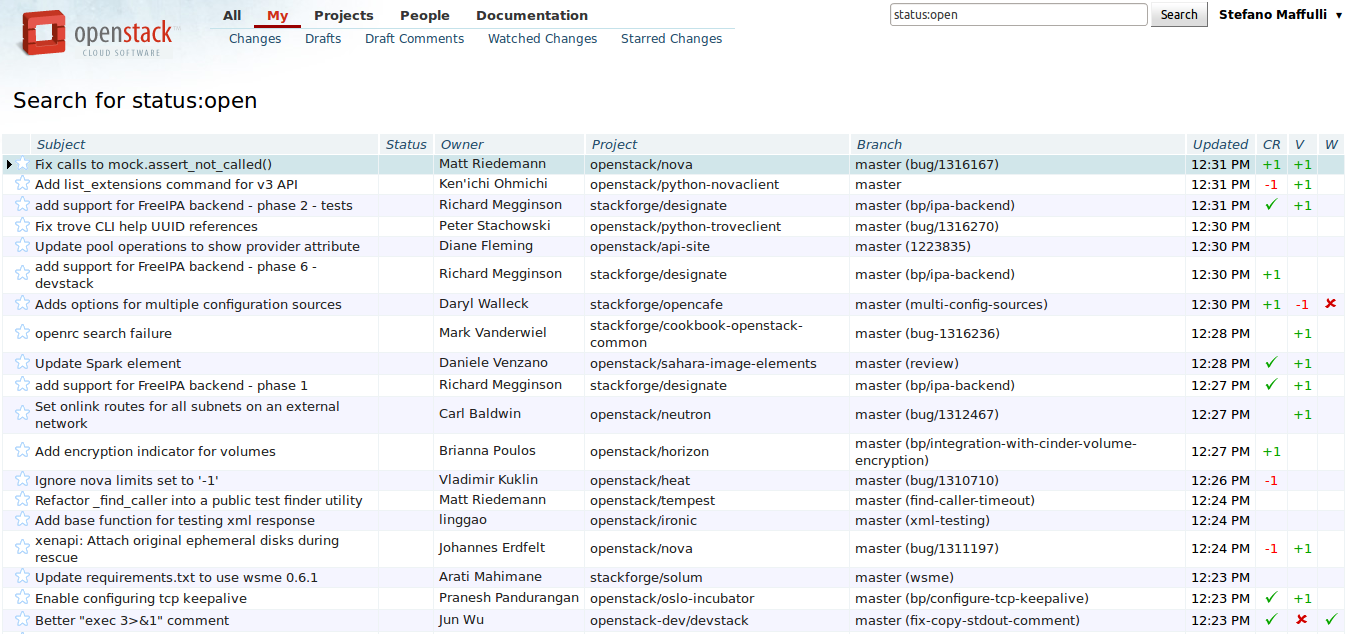 All My Projects People Documentation
status:open Search Stefano Maffulli ▼
openstack
CLOUD SOFTWARE
Changes Drafts Draft Comments Watched Changes Starred Changes
Search for status:open
Subject Status Owner Project Branch Updated CR V W
Fix calls to mock.assert_not_called() Matt Riedemann openstack/nova master (bug/1316167) 12:31 PM +1 +1
Add list_extensions command for v3 API Ken'ichi Ohmichi openstack/python-novaclient master 12:31 PM -1 +1
add support for FreeIPA backend - phase 2 - tests Richard Megginson stackforge/designate master (bp/ipa-backend) 12:31 PM ✓ +1
Fix trove CLI help UUID references Peter Stachowski openstack/python-troveclient master (bug/1316270) 12:30 PM
Update pool operations to show provider attribute Diane Fleming openstack/api-site master (1223835) 12:30 PM
add support for FreeIPA backend - phase 6 -
devstack Richard Megginson stackforge/designate master (bp/ipa-backend) 12:30 PM +1
Adds options for multiple configuration sources Daryl Walleck stackforge/opencafe master (multi-config-sources) 12:30 PM +1 -1 ✘
openrc search failure Mark Vanderwiel stackforge/cookbook-openstack-
common master (bug-1316236) 12:28 PM +1
Update Spark element Daniele Venzano openstack/sahara-image-elements master (review) 12:28 PM ✓ +1
add support for FreeIPA backend - phase 1 Richard Megginson stackforge/designate master (bp/ipa-backend) 12:27 PM ✓ +1
Set onlink routes for all subnets on an external
network Carl Baldwin openstack/neutron master (bug/1312467) 12:27 PM +1
Add encryption indicator for volumes Brianna Poulos openstack/horizon master (bp/integration-with-cinder-volume-
encryption) 12:27 PM +1
Ignore nova limits set to '-1' Vladimir Kuklin openstack/heat master (bug/1310710) 12:26 PM -1
Refactor _find_caller into a public test finder utility Matt Riedemann openstack/tempest master (find-caller-timeout) 12:24 PM
Add base function for testing xml response linggao openstack/ironic master (xml-testing) 12:24 PM
xenapi: Attach original ephemeral disks during
rescue Johannes Erdfelt openstack/nova master (bug/1311197) 12:24 PM -1 +1
Update requirements.txt to use wsme 0.6.1 Arati Mahimane stackforge/solum master (wsme) 12:23 PM
Enable configuring tcp keepalive Pranesh Pandurangan openstack/oslo-incubator master (bp/configure-tcp-keepalive) 12:23 PM ✓ +1
Better "exec 3>&1" comment Jun Wu openstack-dev/devstack master (fix-copy-stdout-comment) 12:23 PM ✓ ✘ ✓